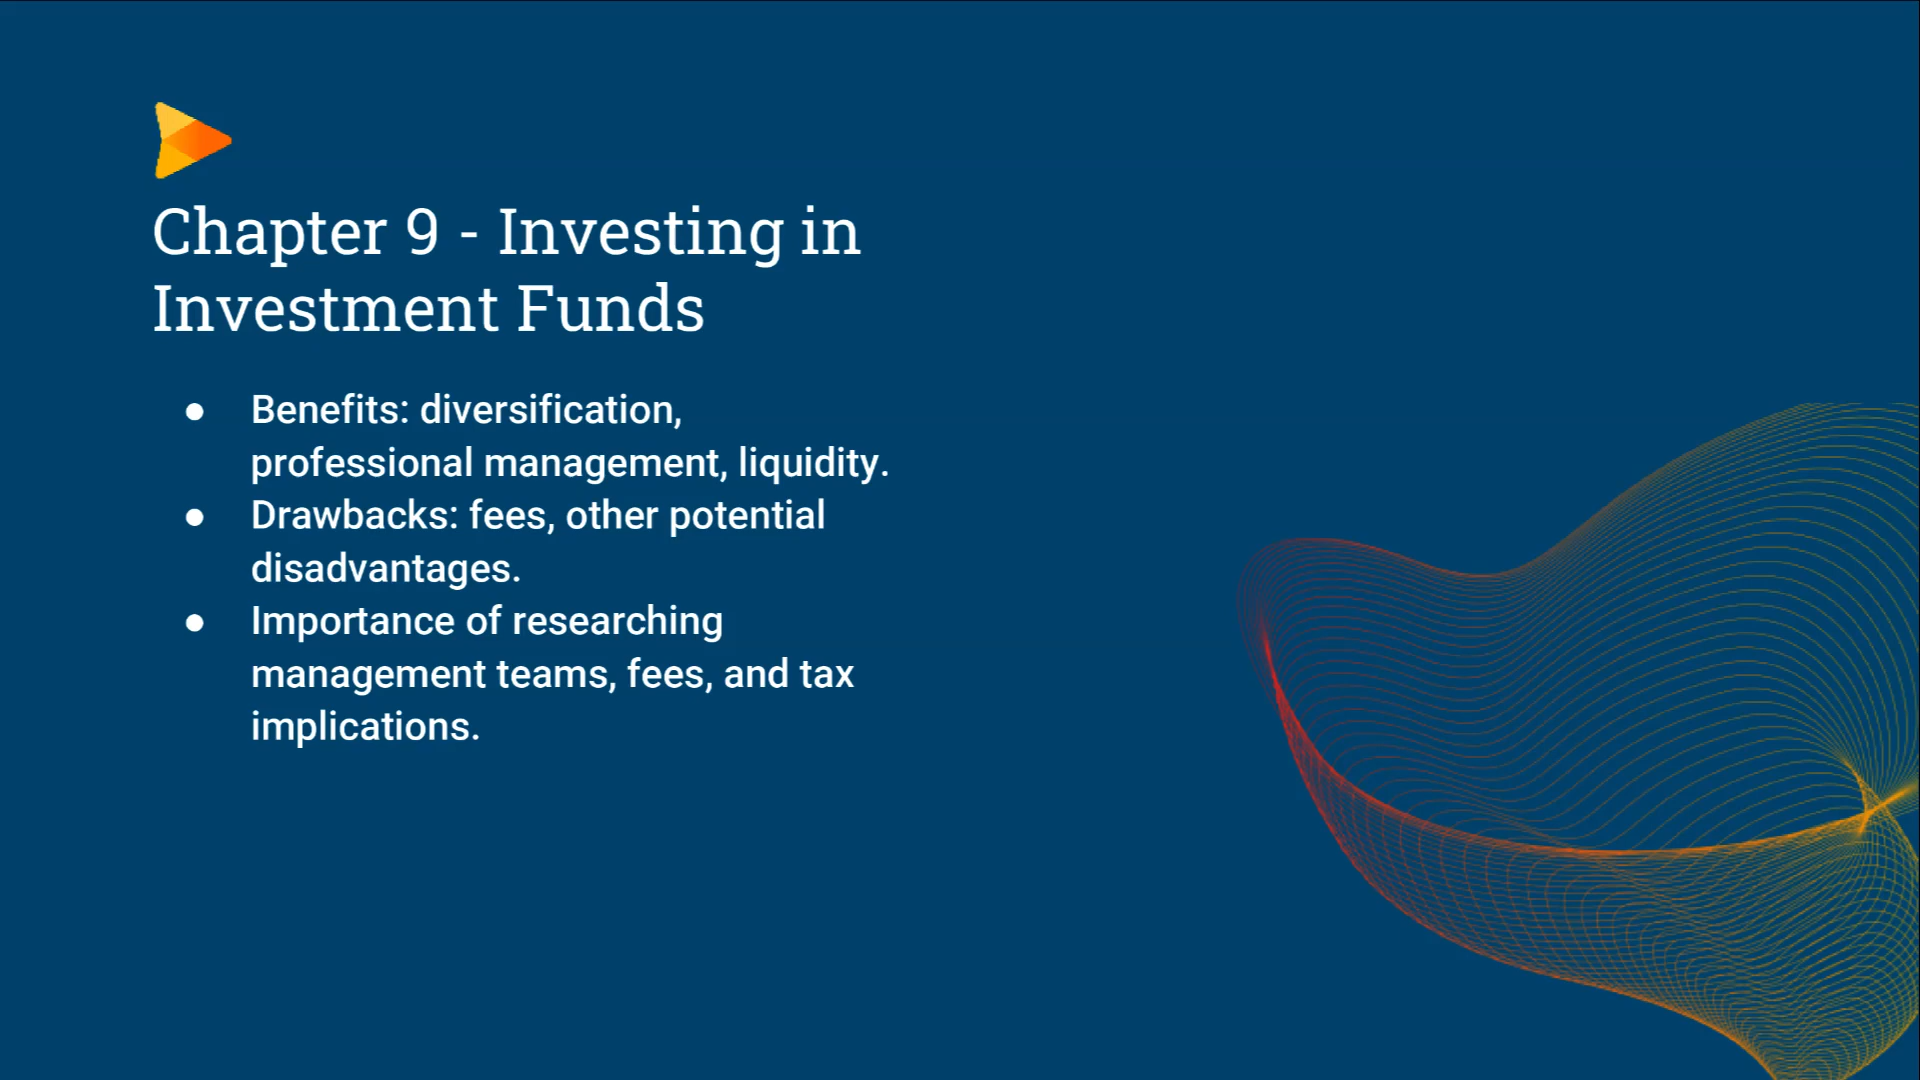 Chapter 9 - Investing in
Investment Funds
● Benefits: diversification,
professional management, liquidity.
● Drawbacks: fees, other potential
disadvantages.
● Importance of researching
management teams, fees, and tax
implications.